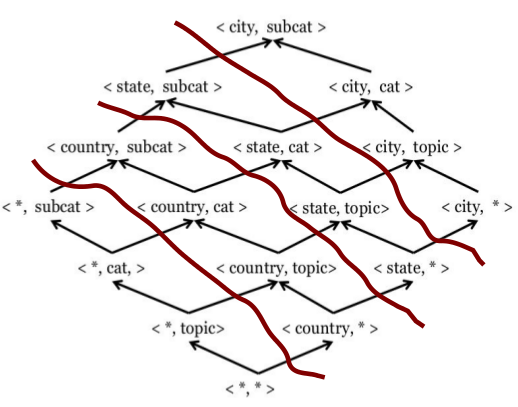 < city, subcat >
< state, subcat > < city, cat >
< country, subcat > < state, cat > < city, topic >
< *, subcat > < country, cat > < state, topic> < city, * >
< *, cat, > < country, topic> < state, * >
< *, topic> < country, * >
< *, * >